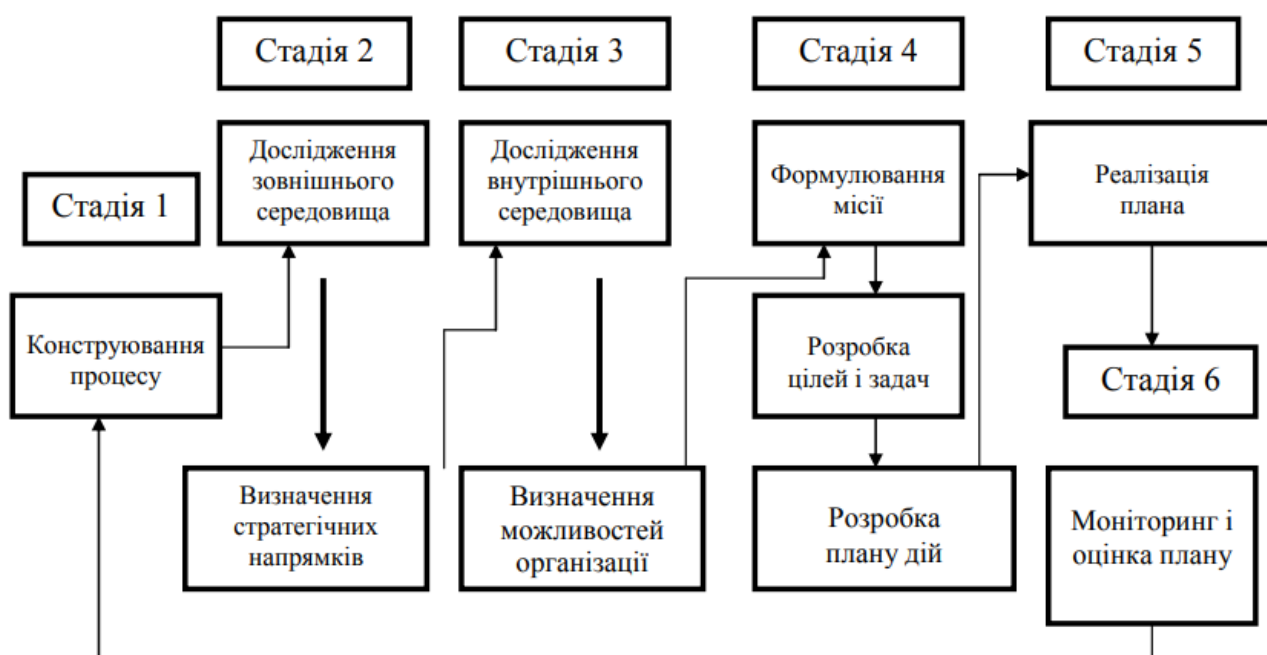 Стадія 2
Стадія 3
Стадія 4
Стадія 5
Дослідження
зовнішнього
середовища
Дослідження
внутрішнього
середовища
Формулювання
місії
Реалізація
плана
Стадія 1
Конструювання
процесу
Розробка
цілей і задач
Стадія 6
Визначення
стратегічних
напрямків
Визначення
можливостей
організації
Розробка
плану дій
Моніторинг і
оцінка плану